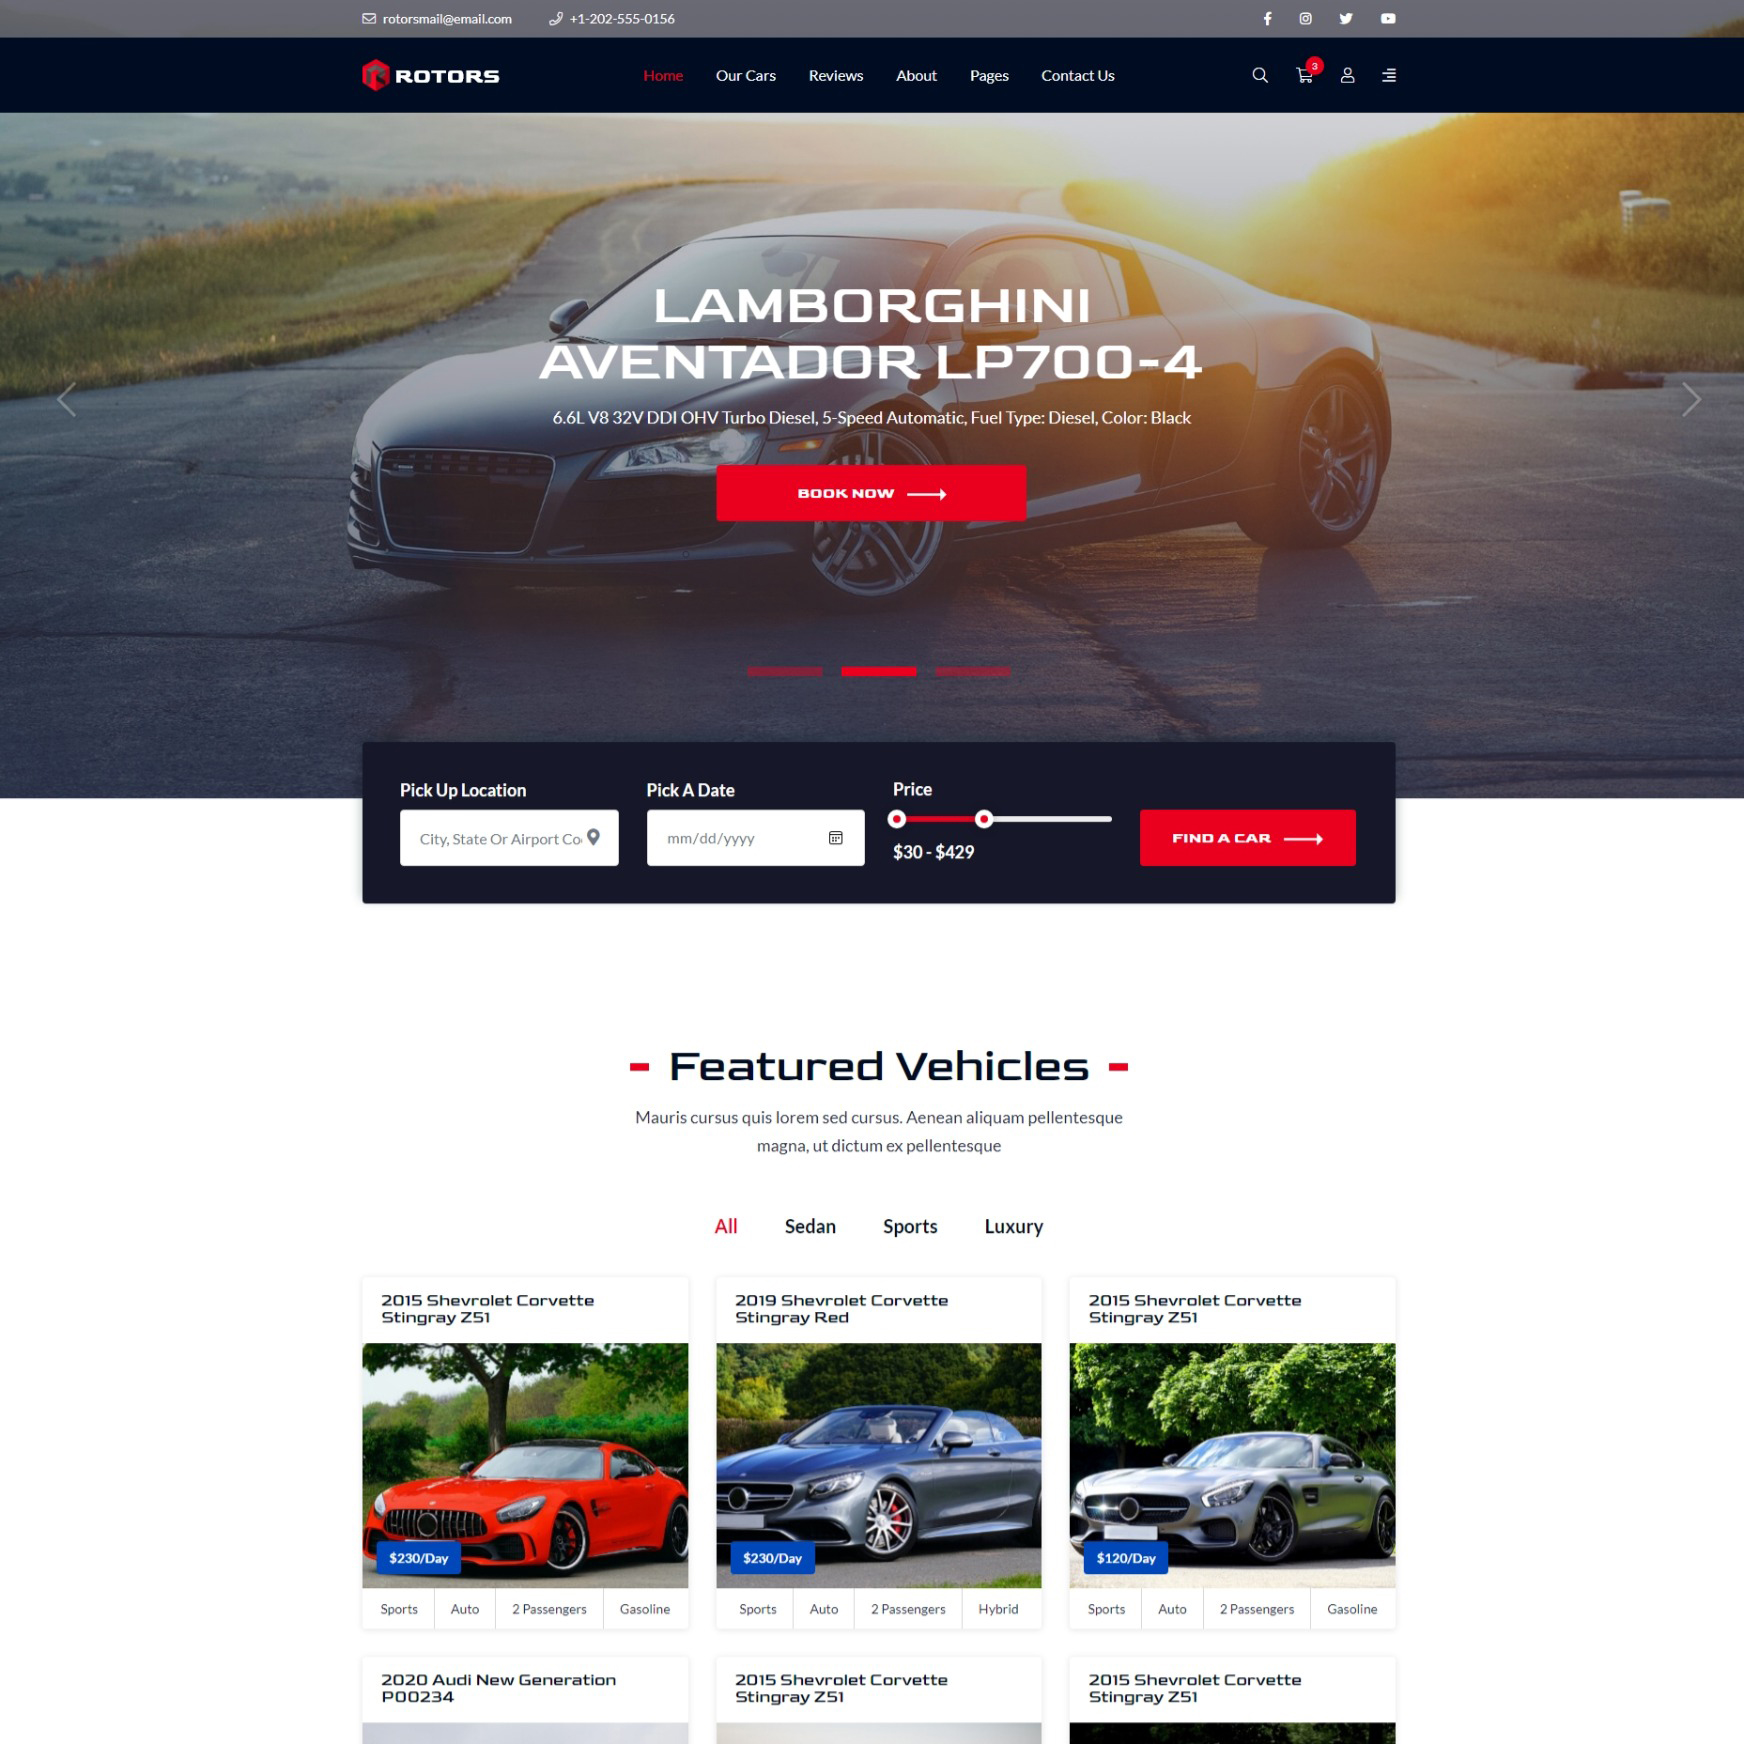 rotorsmail@email.com +1-202-555-0156
ROTORS Home Our Cars Reviews About Pages Contact Us 3
LAMBORGHINI
AVENTADOR LP700-4
6.6L V8 32V DDI OHV Turbo Diesel, 5-Speed Automatic, Fuel Type: Diesel, Color: Black
BOOK NOW
Pick Up Location Pick A Date Price
City, State Or Airport Co mm/dd/yyyy FIND A CAR
$30 - $429
Featured Vehicles
Mauris cursus quis lorem sed cursus. Aenean aliquam pellentesque
magna, ut dictum ex pellentesque
All Sedan Sports Luxury
2015 Shevrolet Corvette
Stingray Z51
$230/Day
Sports Auto 2 Passengers Gasoline
2019 Shevrolet Corvette
Stingray Red
$230/Day
Sports Auto 2 Passengers Hybrid
2015 Shevrolet Corvette
Stingray Z51
$120/Day
Sports Auto 2 Passengers Gasoline
2020 Audi New Generation
P00234
2015 Shevrolet Corvette
Stingray Z51
2015 Shevrolet Corvette
Stingray Z51